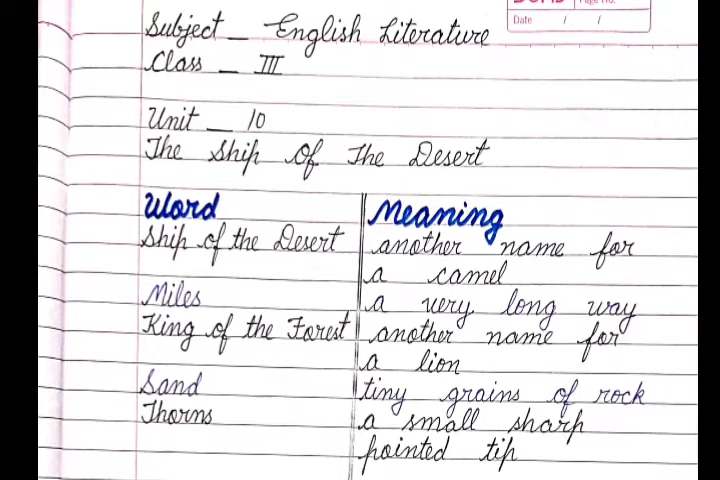 Page No.
Date / /
Subject _ English Literature
Class _ III
Unit _ 10
The Ship Of The Desert
Word Meaning
Ship of the Desert another name for
a camel
Miles a very long way
King of the Forest another name for
a lion
Sand tiny grains of rock
Thorns a small sharp
pointed tip